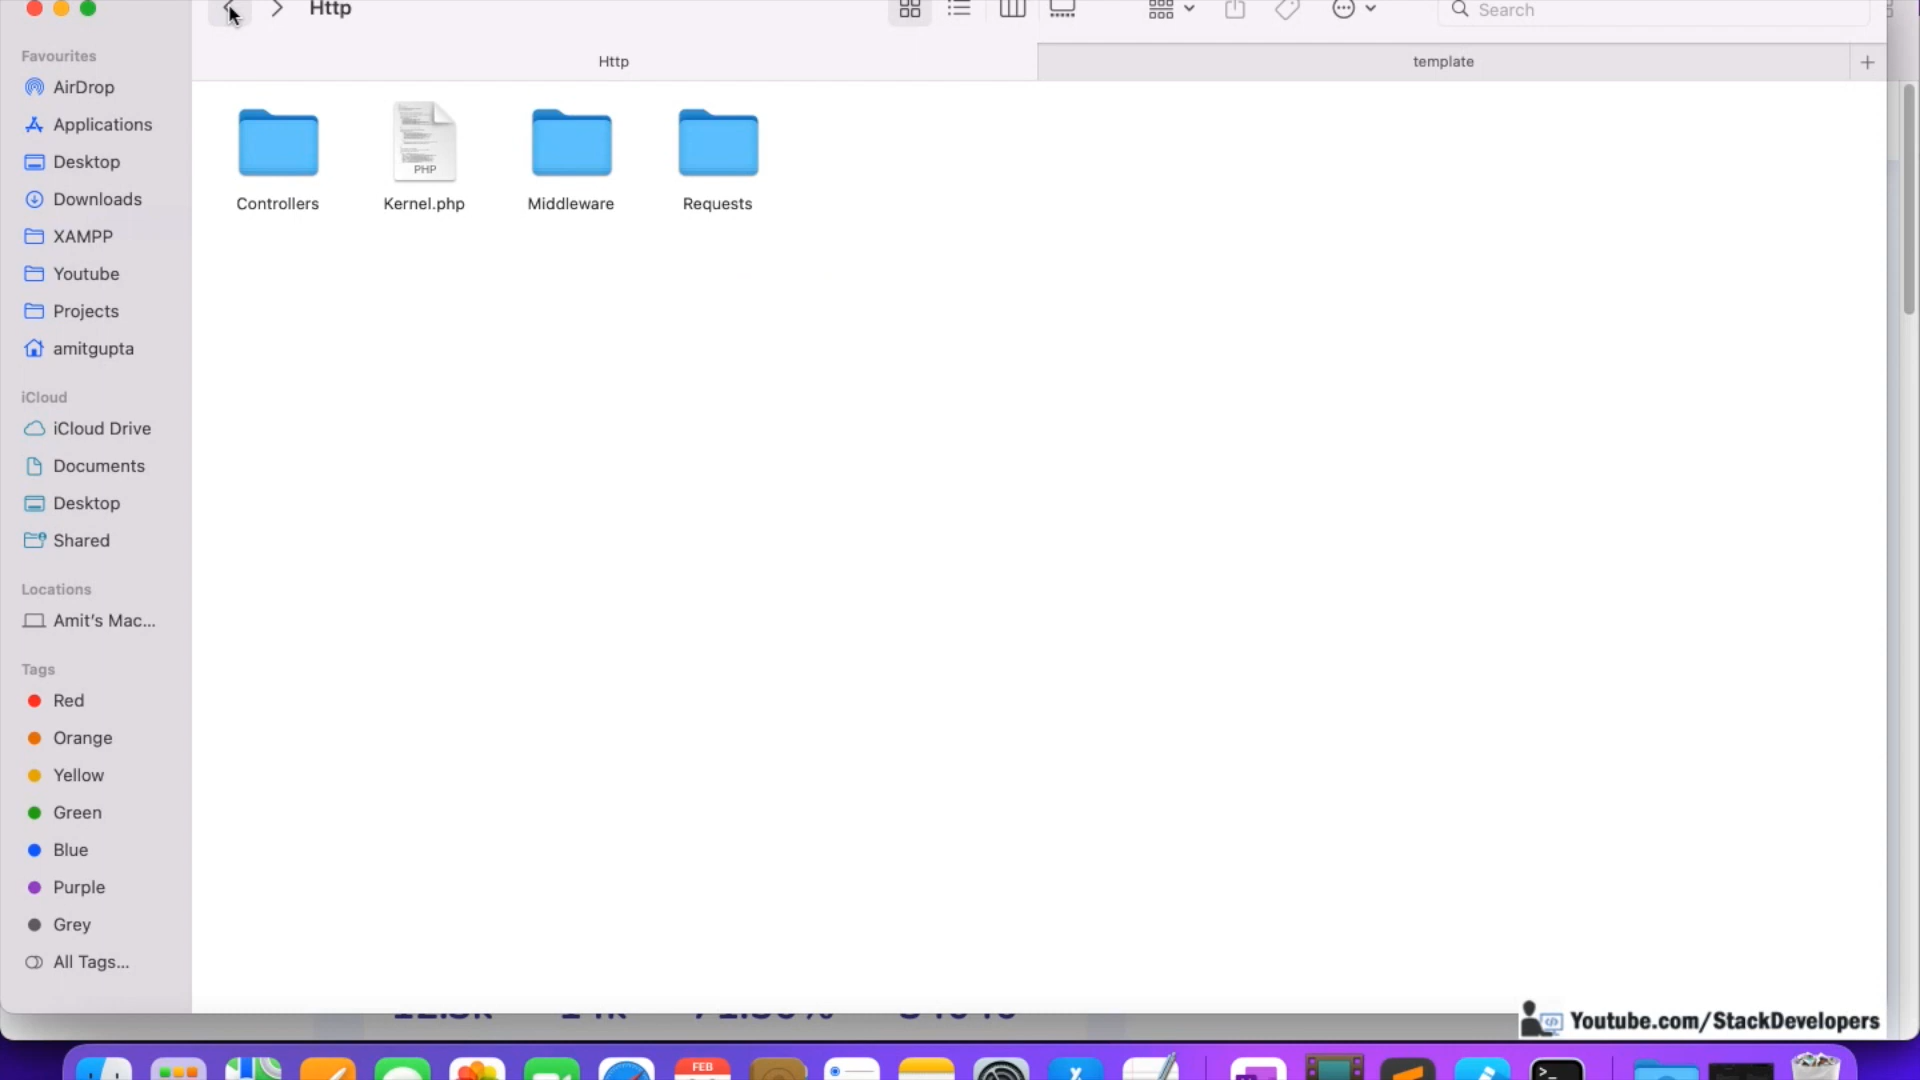 Http
Search
Http
template
Favourites
AirDrop
Applications
Desktop
Downloads
XAMPP
Youtube
Projects
amitgupta
iCloud
iCloud Drive
Documents
Desktop
Shared
Locations
Amit's Mac...
Tags
Red
Orange
Yellow
Green
Blue
Purple
Grey
All Tags...
PHP
Controllers
Kernel.php
Middleware
Requests
Youtube.com/StackDevelopers
FEB